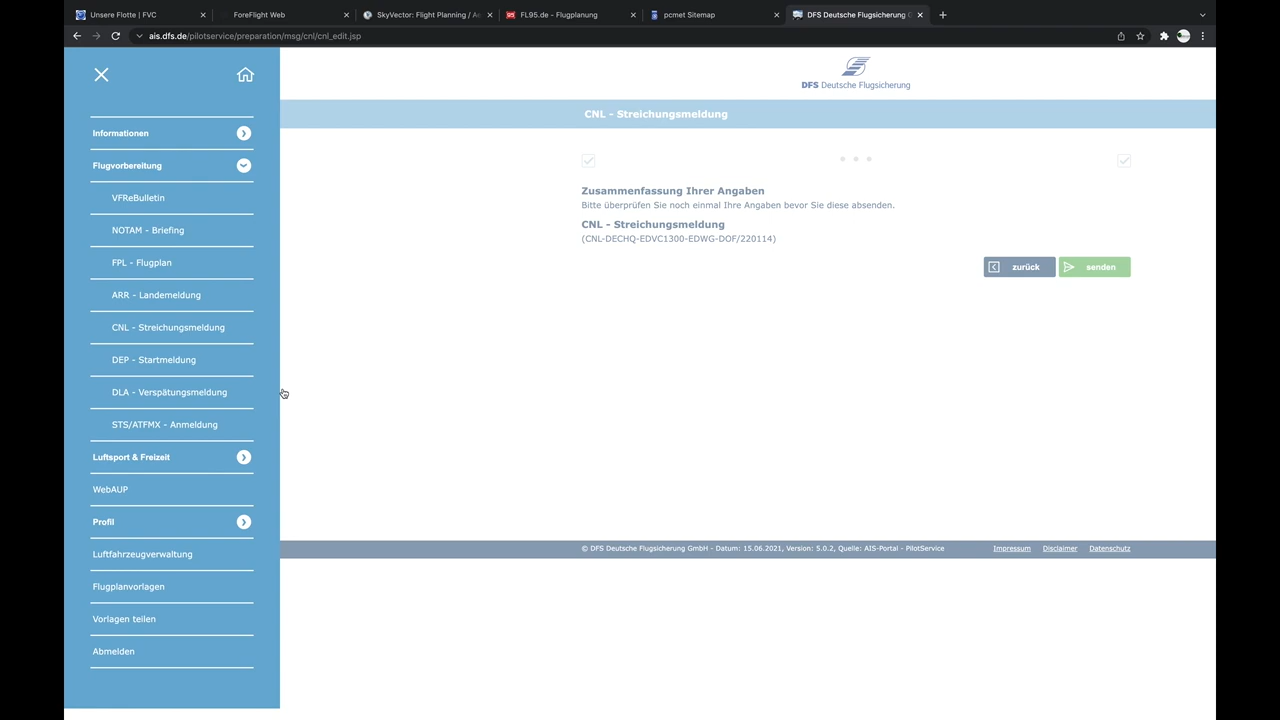 Unsere Flotte | FVC
ForeFlight Web
SkyVector: Flight Planning / Ae
FL95.de - Flugplanung
pcmet Sitemap
DFS Deutsche Flugsicherung G
ais.dfs.de/pilotservice/preparation/msg/cnl/cnl_edit.jsp
DFS Deutsche Flugsicherung
CNL - Streichungsmeldung
Informationen
Flugvorbereitung
VFReBulletin
NOTAM - Briefing
FPL - Flugplan
ARR - Landemeldung
CNL - Streichungsmeldung
DEP - Startmeldung
DLA - Verspätungsmeldung
STS/ATFMX - Anmeldung
Luftsport & Freizeit
WebAUP
Profil
Luftfahrzeugverwaltung
Flugplanvorlagen
Vorlagen teilen
Abmelden
Zusammenfassung Ihrer Angaben
Bitte überprüfen Sie noch einmal Ihre Angaben bevor Sie diese absenden.
CNL - Streichungsmeldung
(CNL-DECHQ-EDVC1300-EDWG-DOF/220114)
zurück
senden
© DFS Deutsche Flugsicherung GmbH - Datum: 15.06.2021, Version: 5.0.2, Quelle: AIS-Portal - PilotService
Impressum
Disclaimer
Datenschutz